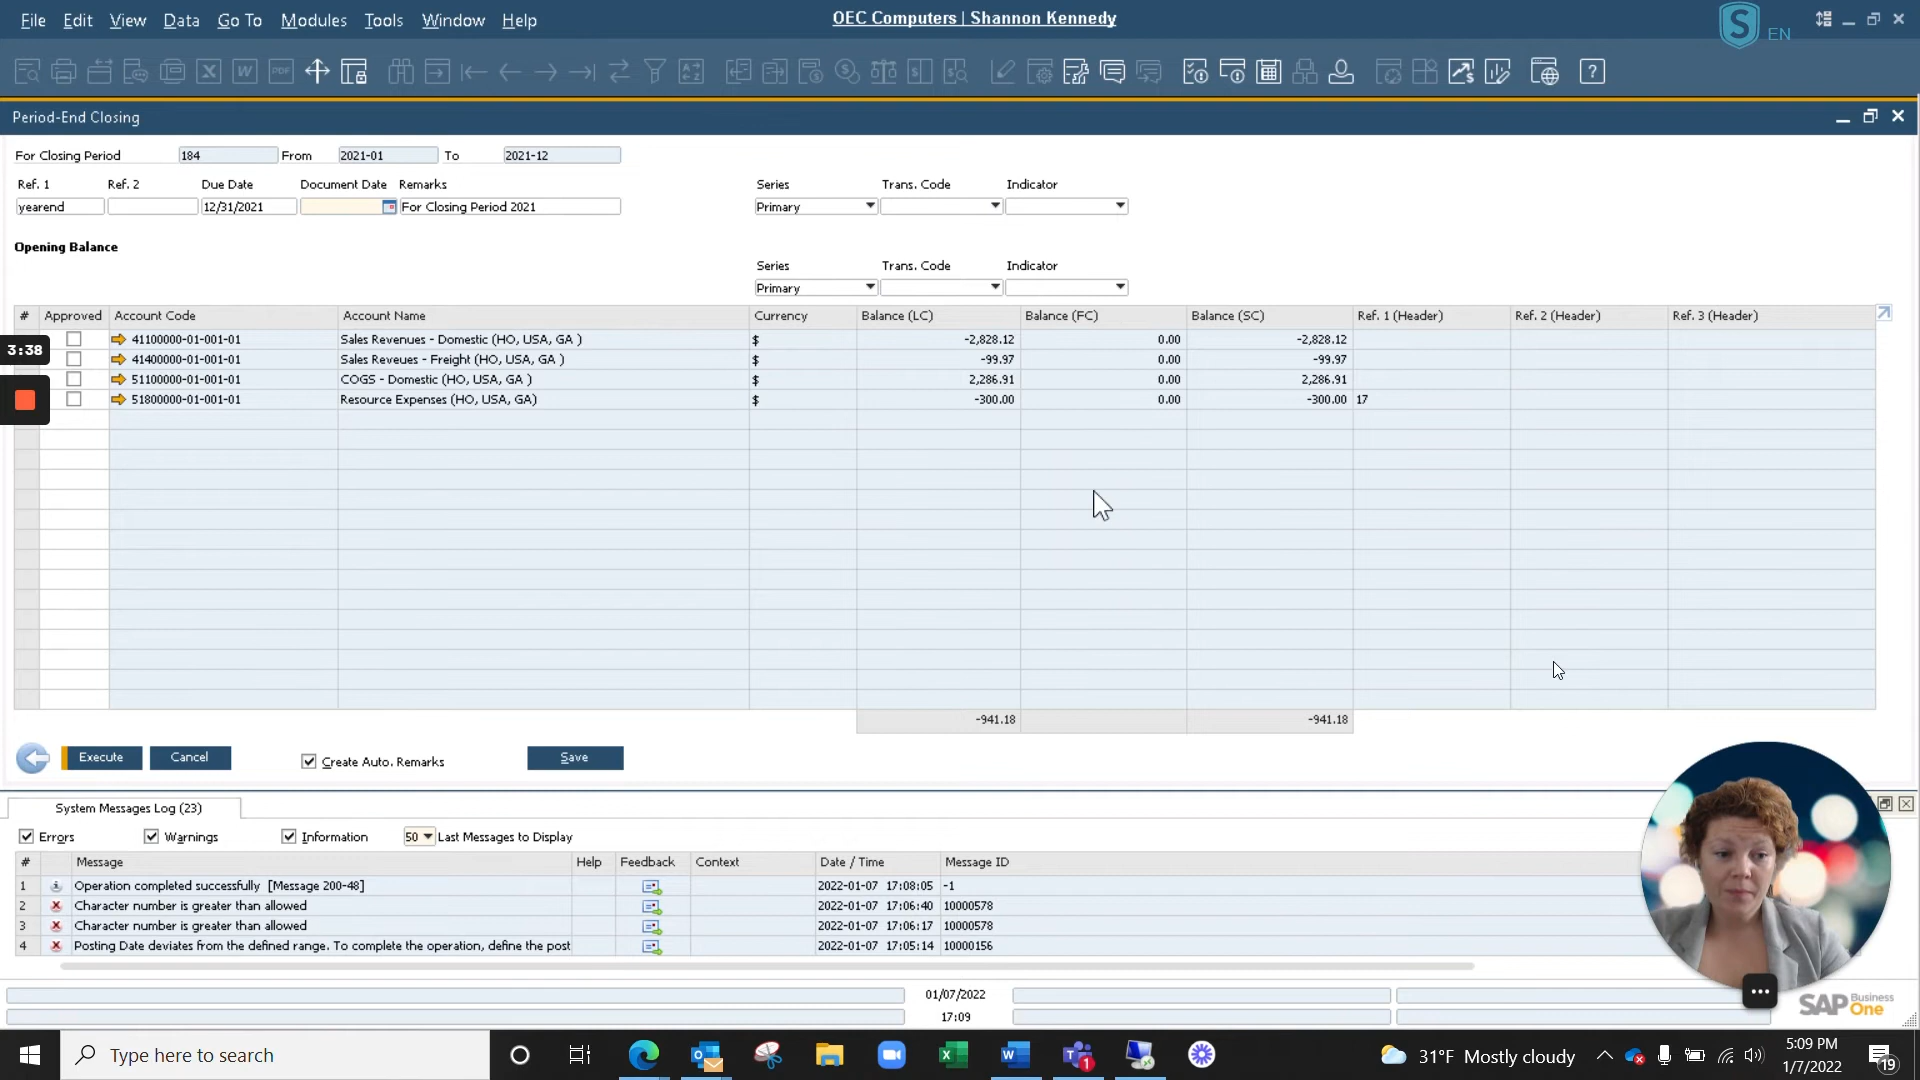 File Edit View Data Go To Modules Tools Window Help
OEC Computers | Shannon Kennedy
S EN
W PDF
Period-End Closing
For Closing Period 184 From 2021-01 To 2021-12
Ref. 1 Ref. 2 Due Date Document Date Remarks Series Trans. Code Indicator
yearend 12/31/2021 For Closing Period 2021 Primary
Opening Balance
Series Trans. Code Indicator
Primary
# Approved Account Code Account Name Currency Balance (LC) Balance (FC) Balance (SC) Ref. 1 (Header) Ref. 2 (Header) Ref. 3 (Header)
41100000-01-001-01 Sales Revenues - Domestic (HO, USA, GA ) $ -2,828.12 0.00 -2,828.12
3:38
41400000-01-001-01 Sales Reveues - Freight (HO, USA, GA ) $ -99.97 0.00 -99.97
51100000-01-001-01 COGS - Domestic (HO, USA, GA ) $ 2,286.91 0.00 2,286.91
51800000-01-001-01 Resource Expenses (HO, USA, GA) $ -300.00 0.00 -300.00 17
-941.18 -941.18
Execute Cancel Create Auto. Remarks Save
System Messages Log (23)
Errors Warnings Information 50 Last Messages to Display
# Message Help Feedback Context Date / Time Message ID
1 Operation completed successfully [Message 200-48] 2022-01-07 17:08:05 -1
2 Character number is greater than allowed 2022-01-07 17:06:40 10000578
3 Character number is greater than allowed 2022-01-07 17:06:17 10000578
4 Posting Date deviates from the defined range. To complete the operation, define the post 2022-01-07 17:05:14 10000156
01/07/2022
17:09
SAP Business One
Type here to search
31°F Mostly cloudy
5:09 PM
1/7/2022
19
1